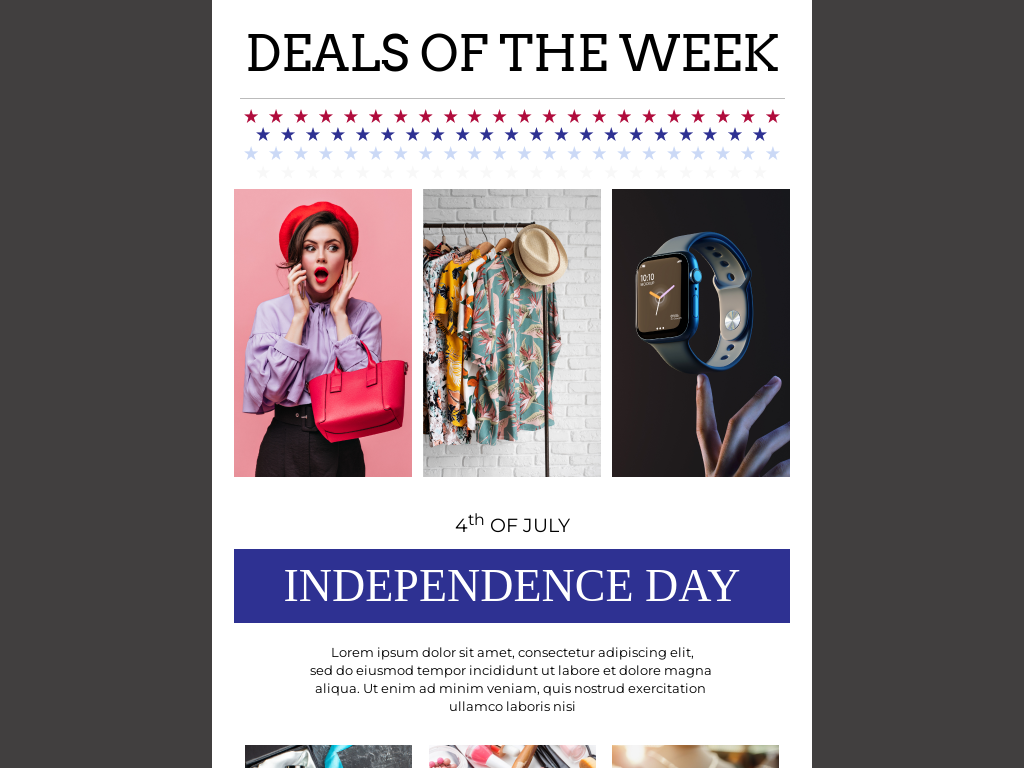 DEALS OF THE WEEK
10:10
4th OF JULY
INDEPENDENCE DAY
Lorem ipsum dolor sit amet, consectetur adipiscing elit,
sed do eiusmod tempor incididunt ut labore et dolore magna
aliqua. Ut enim ad minim veniam, quis nostrud exercitation
ullamco laboris nisi